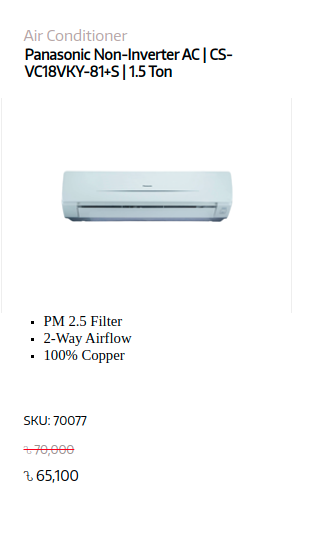 Air Conditioner
Panasonic Non-Inverter AC | CS-
VC18VKY-81+S | 1.5 Ton
PM 2.5 Filter
2-Way Airflow
100% Copper
SKU: 70077
৳ 70,000
৳ 65,100